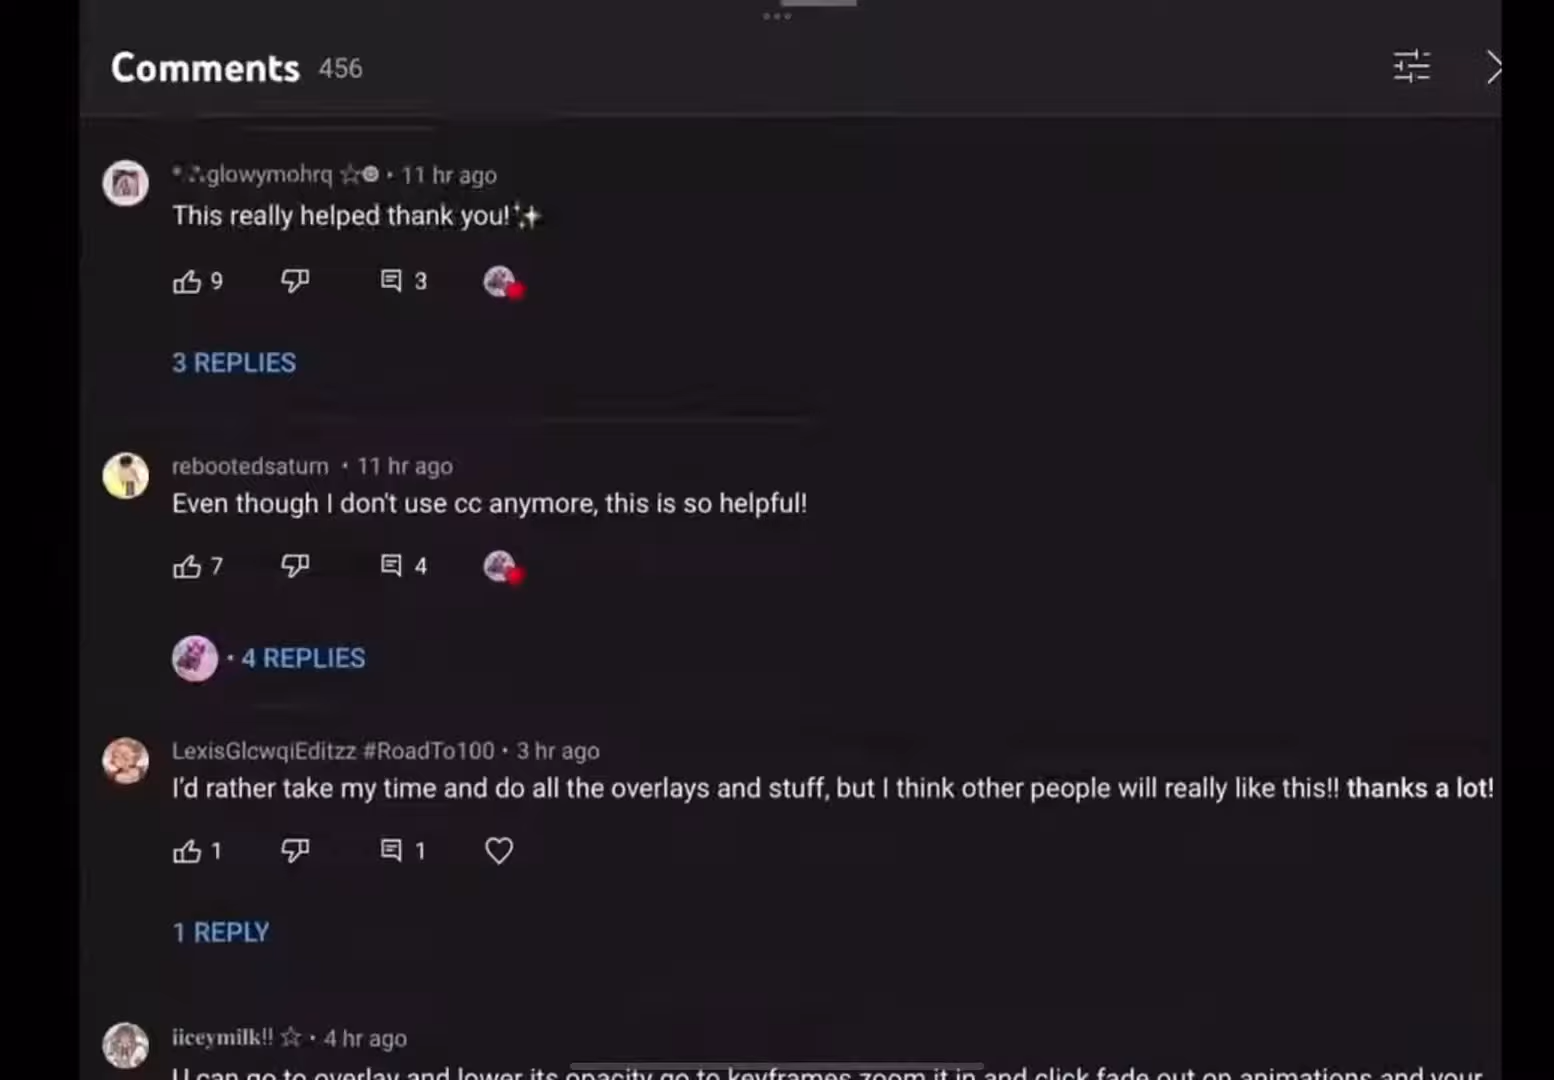 Comments 456
glowymohrq ☆ • 11 hr ago
This really helped thank you!✨
9 3
3 REPLIES
rebootedsaturn • 11 hr ago
Even though I don't use cc anymore, this is so helpful!
7 4
• 4 REPLIES
LexisGlcwqiEditzz #RoadTo100 • 3 hr ago
I'd rather take my time and do all the overlays and stuff, but I think other people will really like this!! thanks a lot!
1 1
1 REPLY
iiceymilk!! ☆ • 4 hr ago
U can go to overlay and lower its opacity go to keyframes zoom it in and click fade out on animations and your